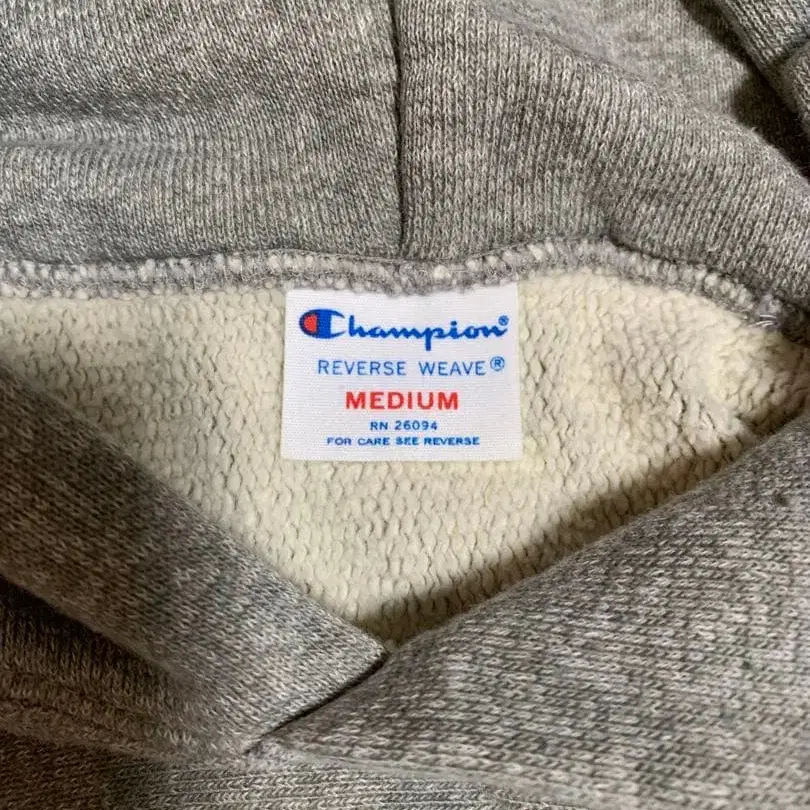 Champion®
REVERSE WEAVE®
MEDIUM
RN 26094
FOR CARE SEE REVERSE